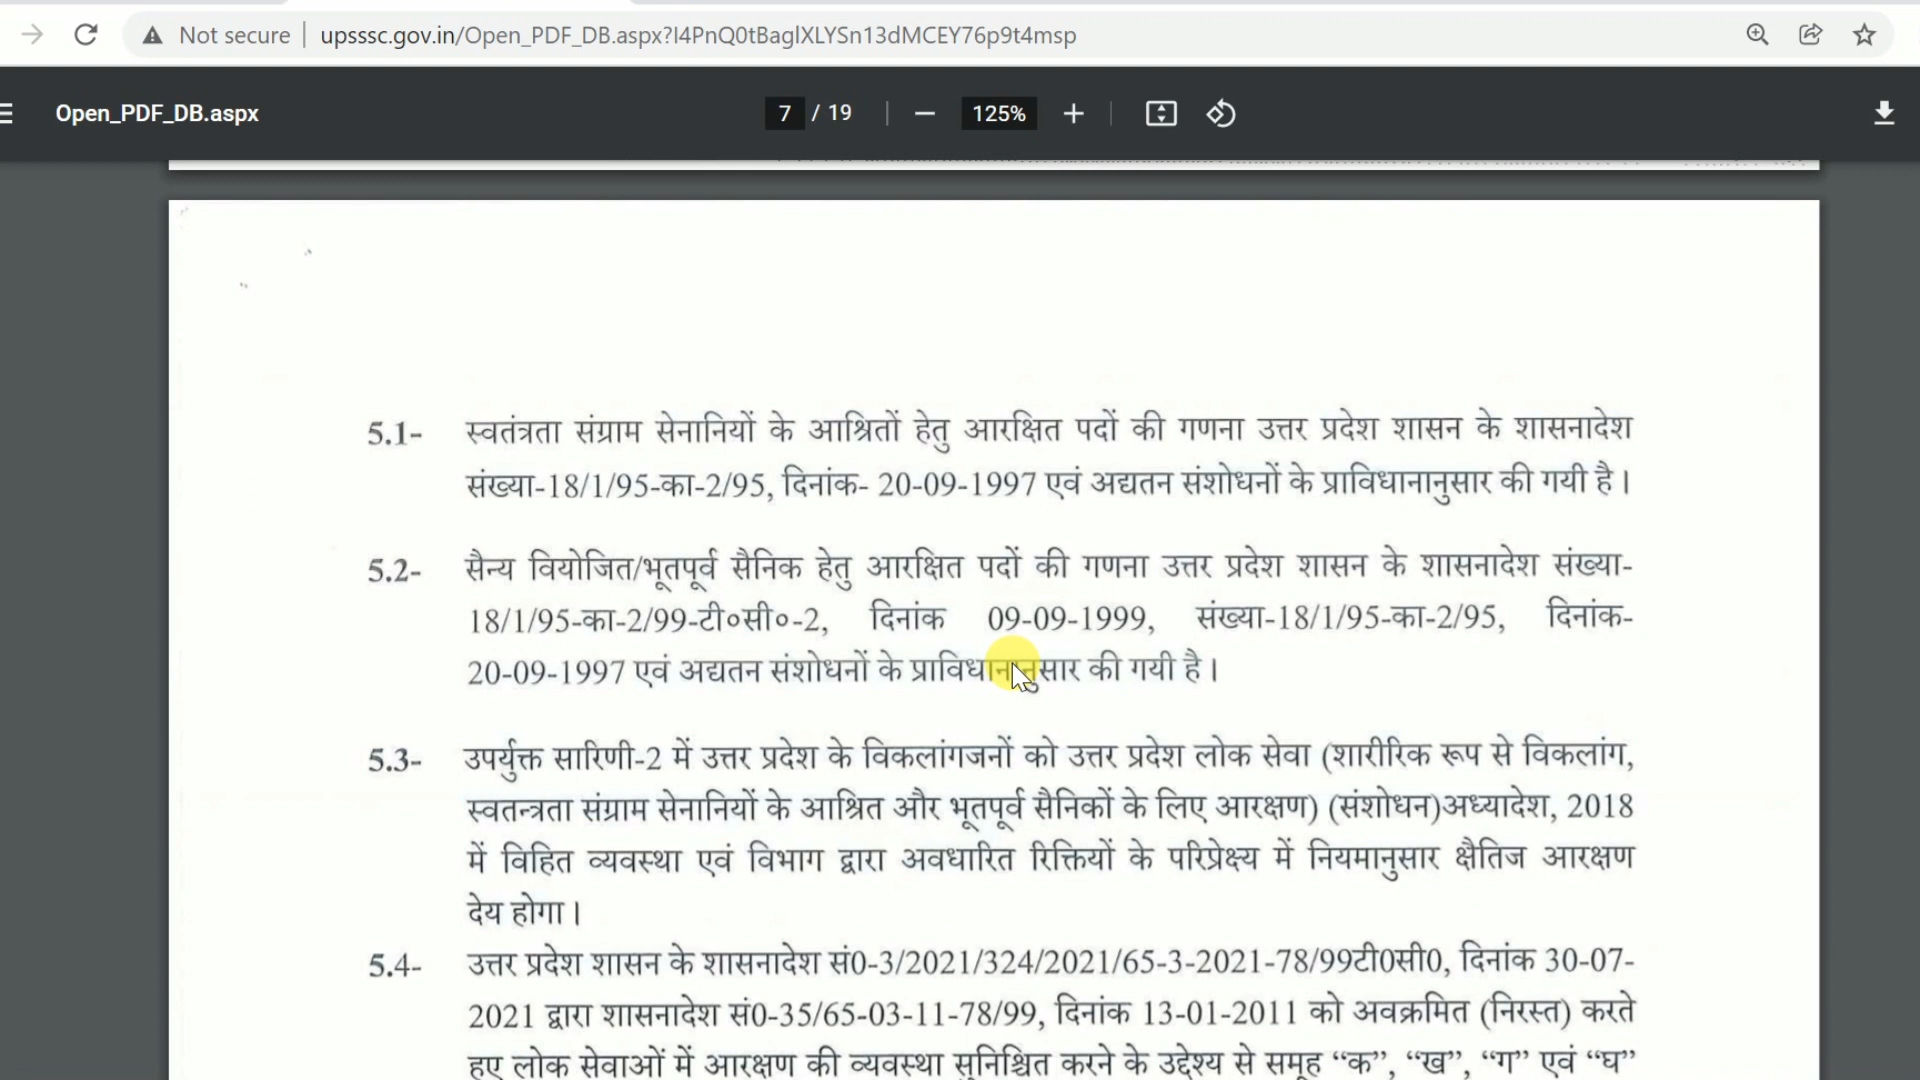 Not secure | upsssc.gov.in/Open_PDF_DB.aspx?I4PnQ0tBaglXLYSn13dMCEY76p9t4msp
Open_PDF_DB.aspx 7 / 19 125%
5.1- स्वतंत्रता संग्राम सेनानियों के आश्रितों हेतु आरक्षित पदों की गणना उत्तर प्रदेश शासन के शासनादेश
संख्या-18/1/95-का-2/95, दिनांक- 20-09-1997 एवं अद्यतन संशोधनों के प्राविधानानुसार की गयी है।
5.2- सैन्य वियोजित/भूतपूर्व सैनिक हेतु आरक्षित पदों की गणना उत्तर प्रदेश शासन के शासनादेश संख्या-
18/1/95-का-2/99-टी०सी०-2, दिनांक 09-09-1999, संख्या-18/1/95-का-2/95, दिनांक-
20-09-1997 एवं अद्यतन संशोधनों के प्राविधानानुसार की गयी है।
5.3- उपर्युक्त सारिणी-2 में उत्तर प्रदेश के विकलांगजनों को उत्तर प्रदेश लोक सेवा (शारीरिक रूप से विकलांग,
स्वतन्त्रता संग्राम सेनानियों के आश्रित और भूतपूर्व सैनिकों के लिए आरक्षण) (संशोधन)अध्यादेश, 2018
में विहित व्यवस्था एवं विभाग द्वारा अवधारित रिक्तियों के परिप्रेक्ष्य में नियमानुसार क्षैतिज आरक्षण
देय होगा।
5.4- उत्तर प्रदेश शासन के शासनादेश सं0-3/2021/324/2021/65-3-2021-78/99टी0सी0, दिनांक 30-07-
2021 द्वारा शासनादेश सं0-35/65-03-11-78/99, दिनांक 13-01-2011 को अवक्रमित (निरस्त) करते
हुए लोक सेवाओं में आरक्षण की व्यवस्था सुनिश्चित करने के उद्देश्य से समूह “क”, “ख”, “ग” एवं “घ”